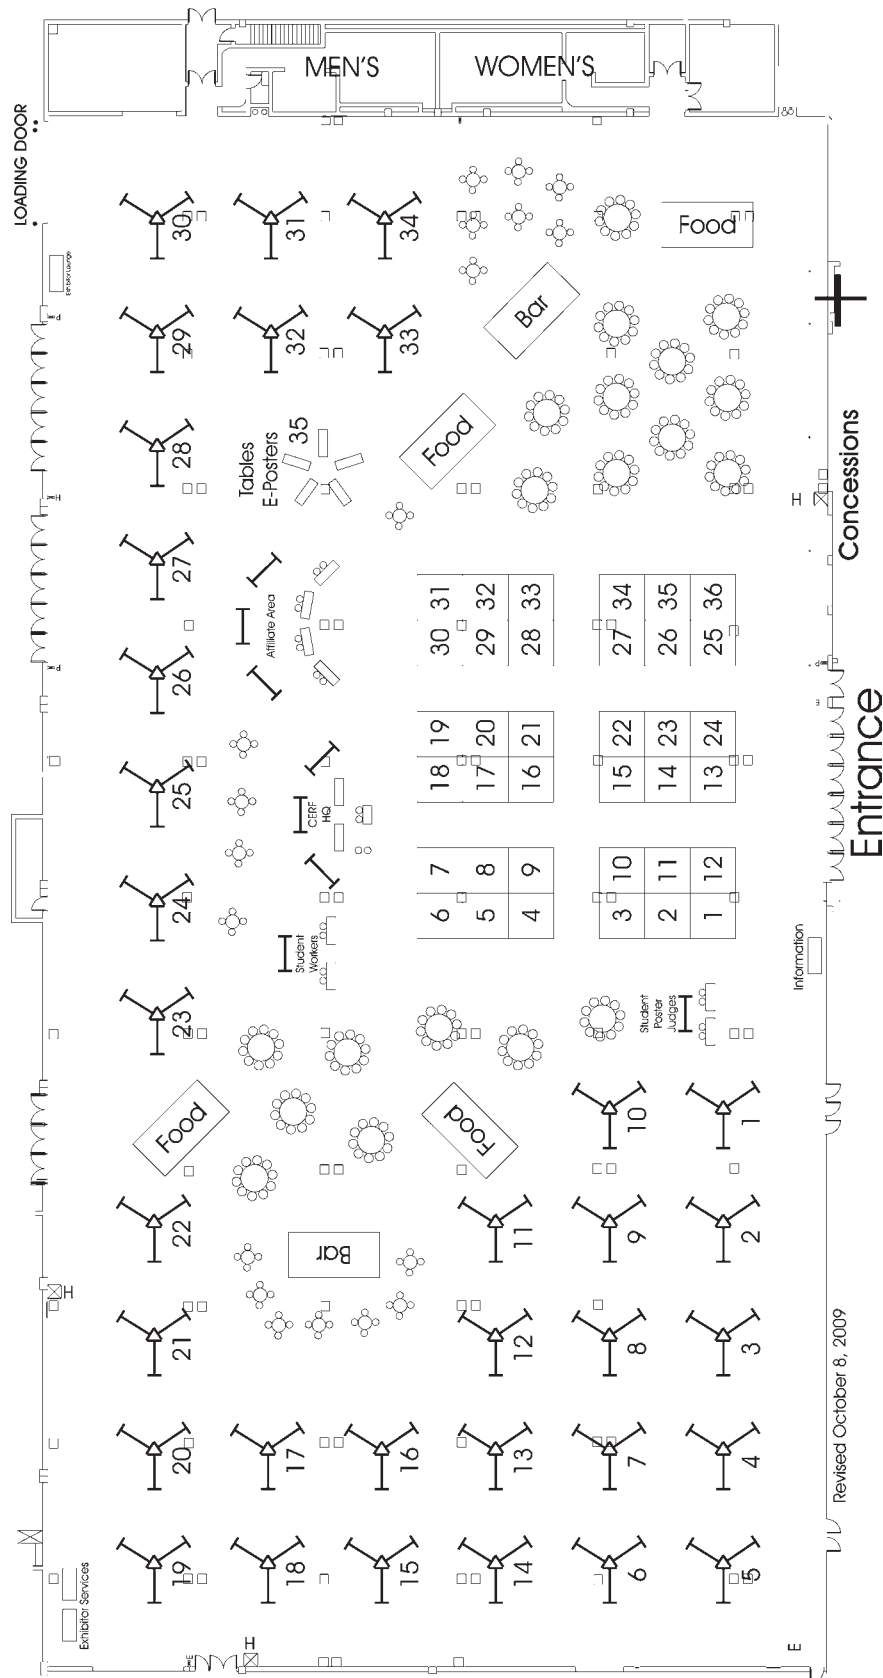 MEN'S
WOMEN'S
LOADING DOOR
Exhibitor Lounge
30
31
34
Food
29
32
33
Bar
28
Tables
E-Posters
35
Food
Concessions
H
H
P
P
P
E
27
Affiliate Area
26
30 31
29 32
28 33
27 34
26 35
25 36
18 19
17 20
16 21
15 22
14 23
13 24
6 7
5 8
4 9
3 10
2 11
1 12
Entrance
25
CERF
HQ
24
Student
Workers
23
Information
Student
Poster
Judges
Food
Food
10
1
22
Bar
11
9
2
H
21
12
8
3
20
17
16
13
7
4
19
18
15
14
6
5
Exhibitor Services
H
E
E
Revised October 8, 2009